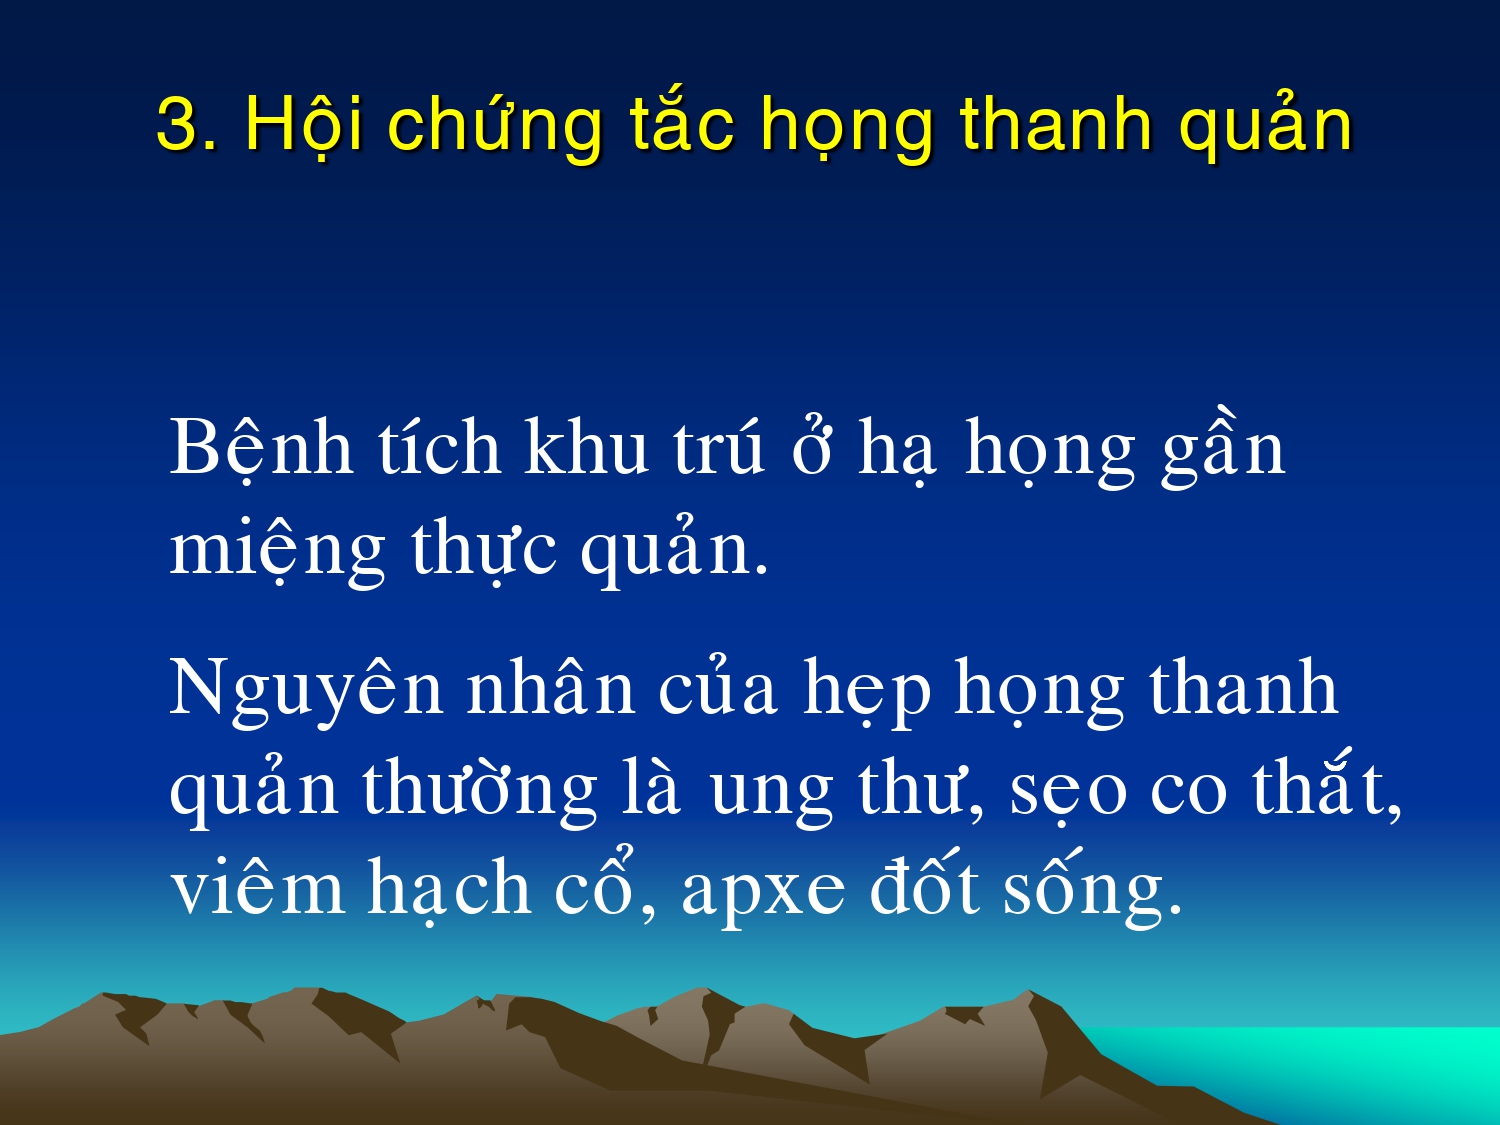 3. Hội chứng tắc họng thanh quản
Bệnh tích khu trú ở hạ họng gần
miệng thực quản.
Nguyên nhân của hẹp họng thanh
quản thường là ung thư, sẹo co thắt,
viêm hạch cổ, apxe đốt sống.